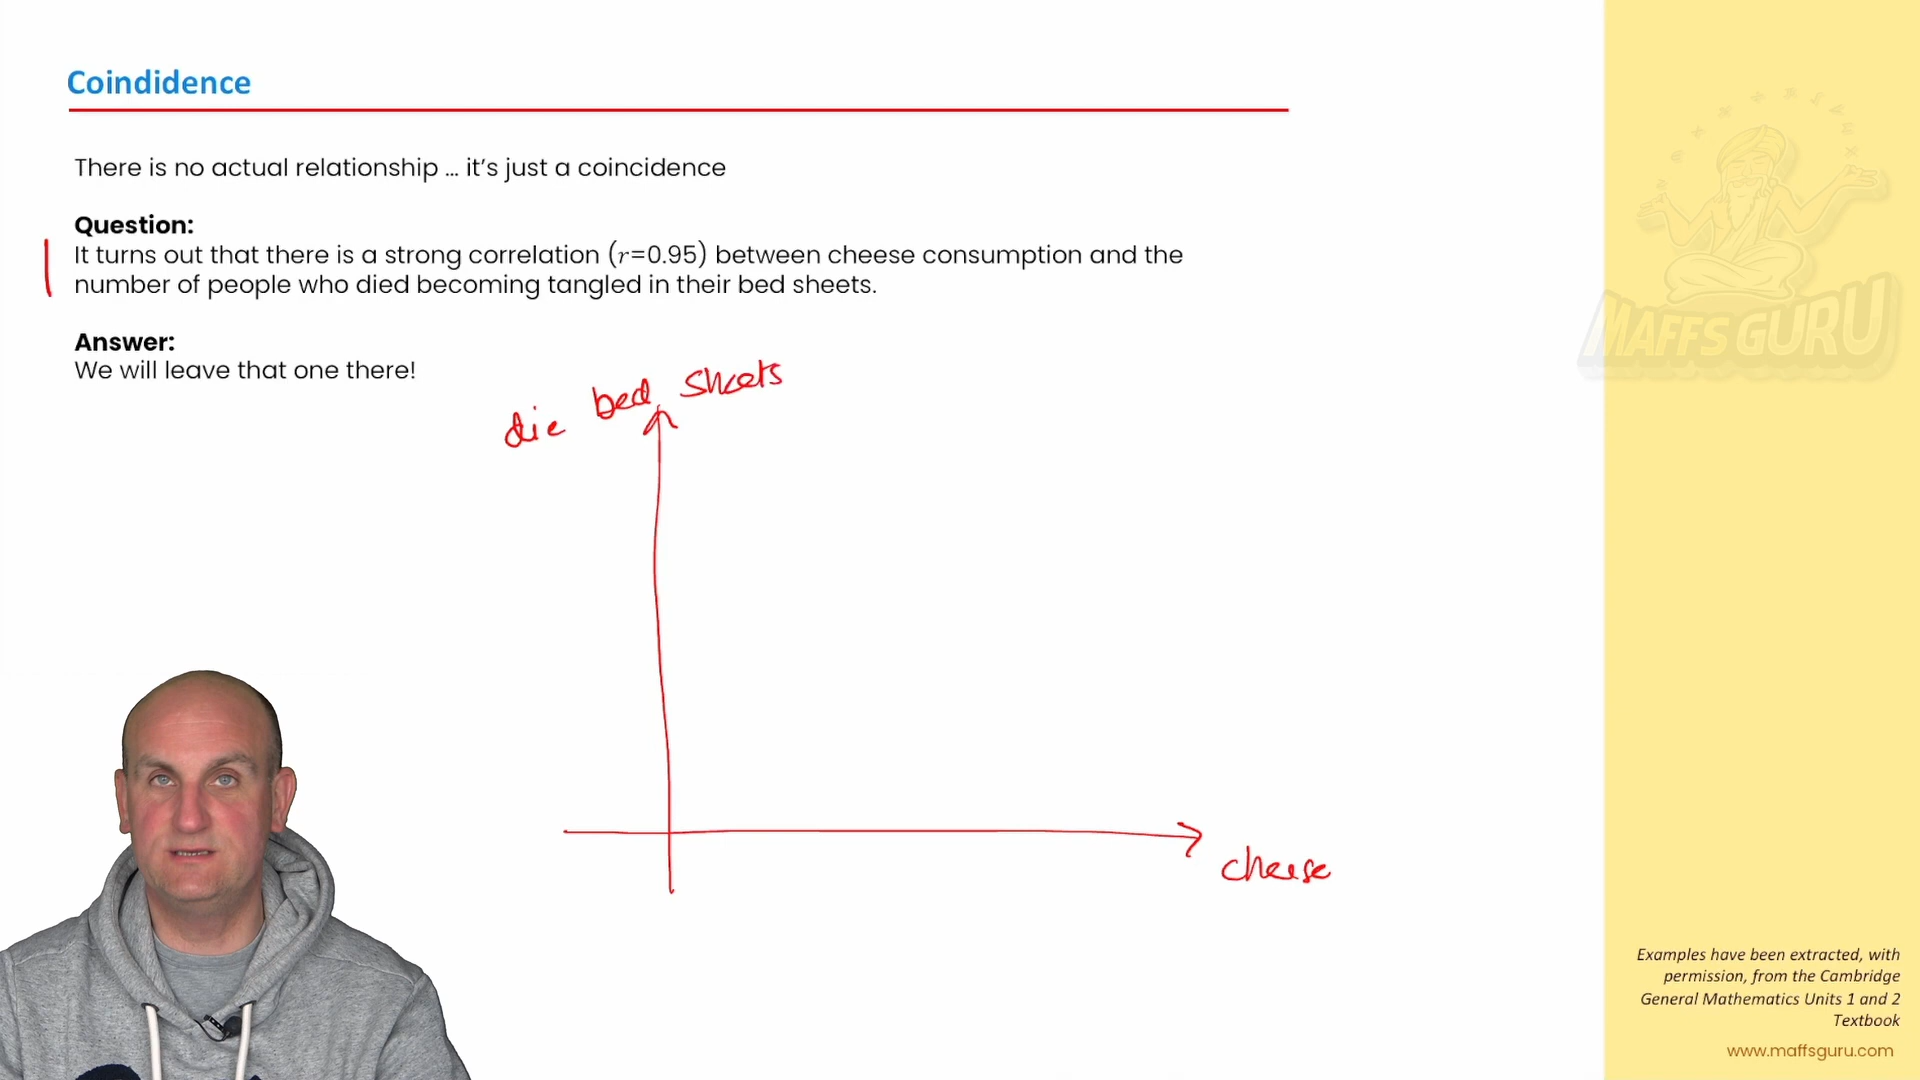 Coindidence
There is no actual relationship ... it’s just a coincidence
Question:
It turns out that there is a strong correlation (r=0.95) between cheese consumption and the
number of people who died becoming tangled in their bed sheets.
Answer:
We will leave that one there!
die bed sheets
cheese
MAFFS GURU
Examples have been extracted, with
permission, from the Cambridge
General Mathematics Units 1 and 2
Textbook
www.maffsguru.com